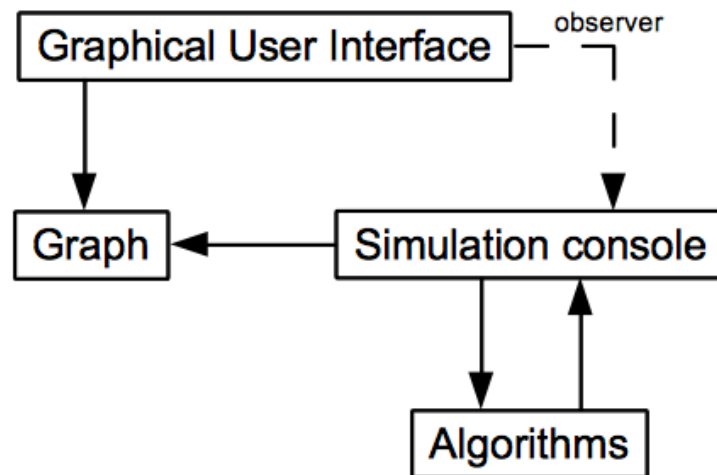 observer
Graphical User Interface
Graph
Simulation console
Algorithms